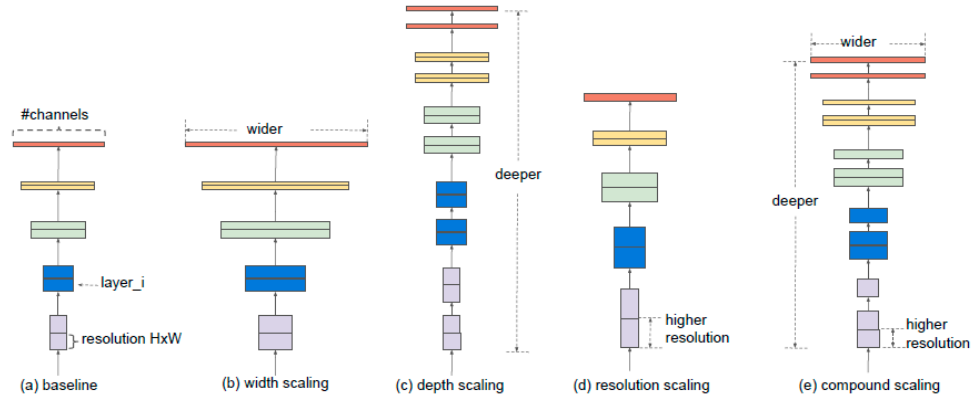 #channels
layer_i
resolution HxW
(a) baseline
wider
(b) width scaling
deeper
(c) depth scaling
higher
resolution
(d) resolution scaling
wider
deeper
higher
resolution
(e) compound scaling